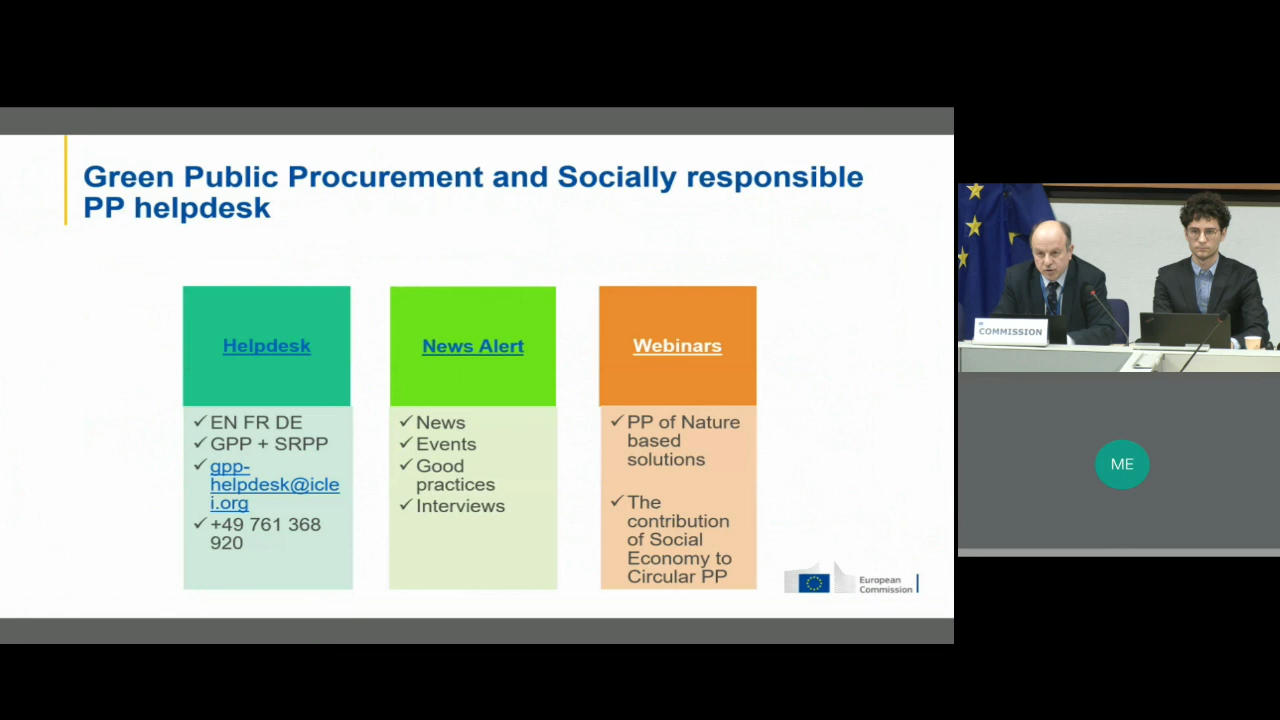 Green Public Procurement and Socially responsible
PP helpdesk
Helpdesk
EN FR DE
GPP + SRPP
gpp-
helpdesk@icle
i.org
+49 761 368
920
News Alert
News
Events
Good
practices
Interviews
Webinars
PP of Nature
based
solutions
The
contribution
of Social
Economy to
Circular PP
European
Commission
COMMISSION
ME